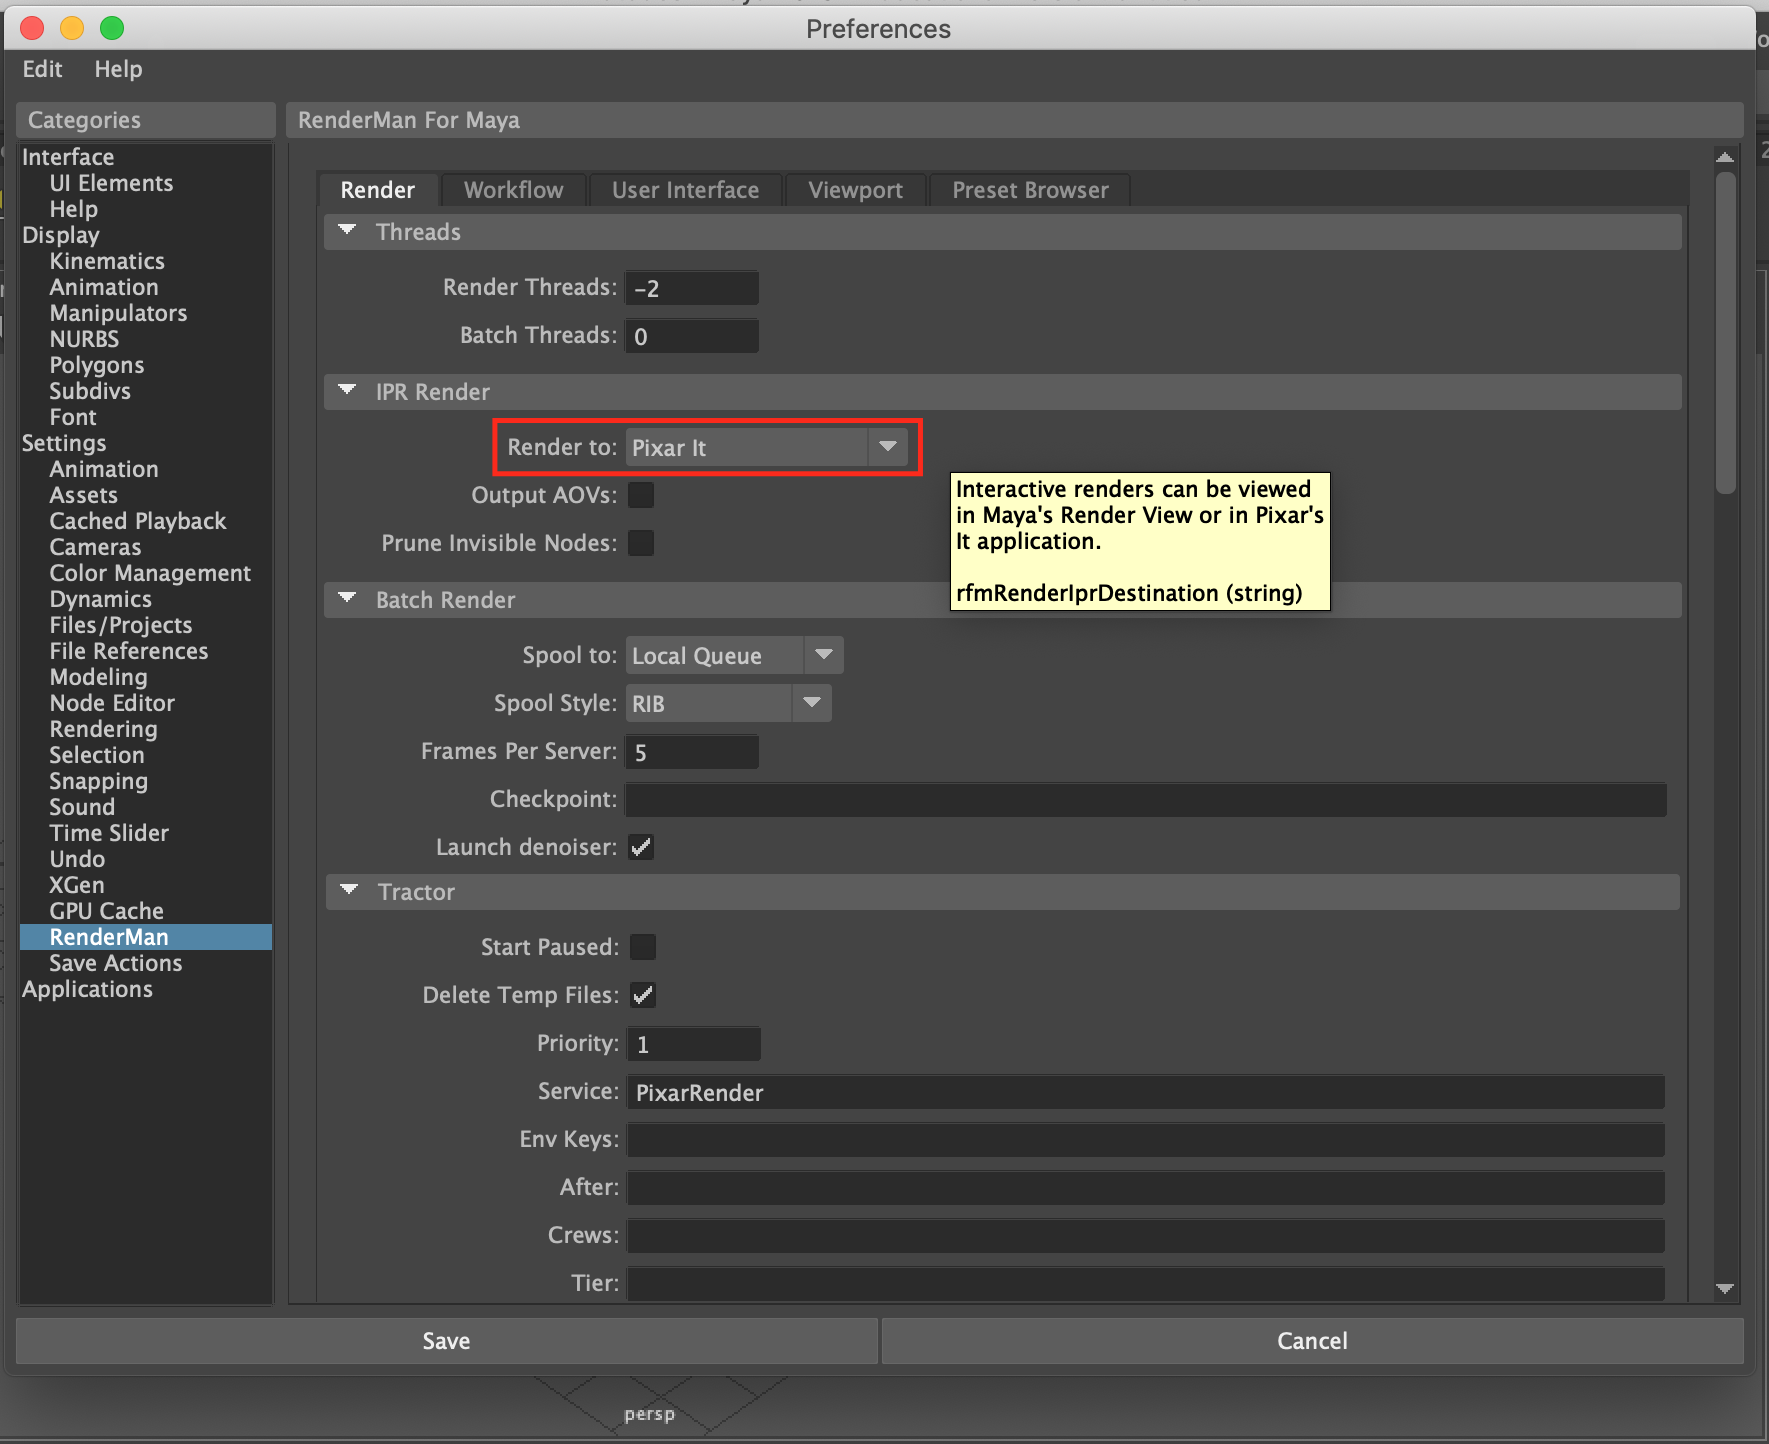 Preferences
Edit Help
Categories
RenderMan For Maya
Interface
UI Elements
Help
Display
Kinematics
Animation
Manipulators
NURBS
Polygons
Subdivs
Font
Settings
Animation
Assets
Cached Playback
Cameras
Color Management
Dynamics
Files/Projects
File References
Modeling
Node Editor
Rendering
Selection
Snapping
Sound
Time Slider
Undo
XGen
GPU Cache
RenderMan
Save Actions
Applications
Render Workflow User Interface Viewport Preset Browser
Threads
Render Threads: -2
Batch Threads: 0
IPR Render
Render to: Pixar It
Output AOVs:
Prune Invisible Nodes:
Interactive renders can be viewed
in Maya's Render View or in Pixar's
It application.
rfmRenderIprDestination (string)
Batch Render
Spool to: Local Queue
Spool Style: RIB
Frames Per Server: 5
Checkpoint:
Launch denoiser:
Tractor
Start Paused:
Delete Temp Files:
Priority: 1
Service: PixarRender
Env Keys:
After:
Crews:
Tier:
Save Cancel
persp